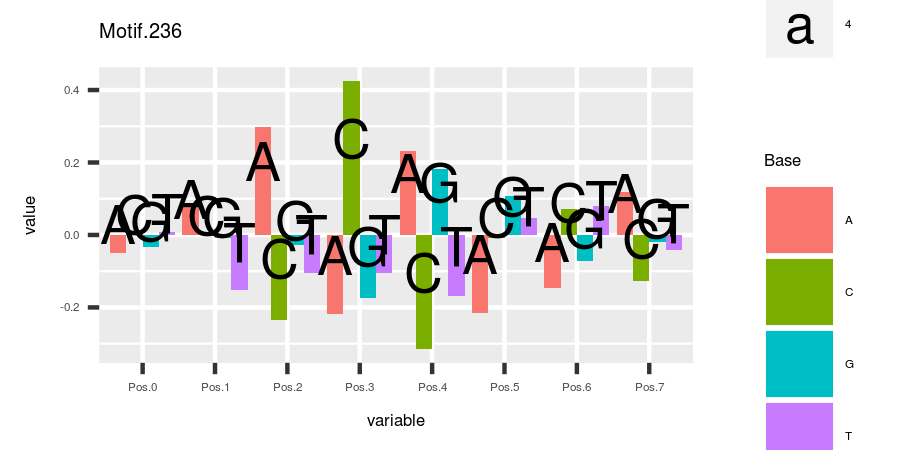 Motif.236
a 4
value
0.4
0.2
0.0
-0.2
A C G T A C G T A C G T A C G T A C G T A C G T A C G T A C G T
Pos.0 Pos.1 Pos.2 Pos.3 Pos.4 Pos.5 Pos.6 Pos.7
variable
Base
A
C
G
T